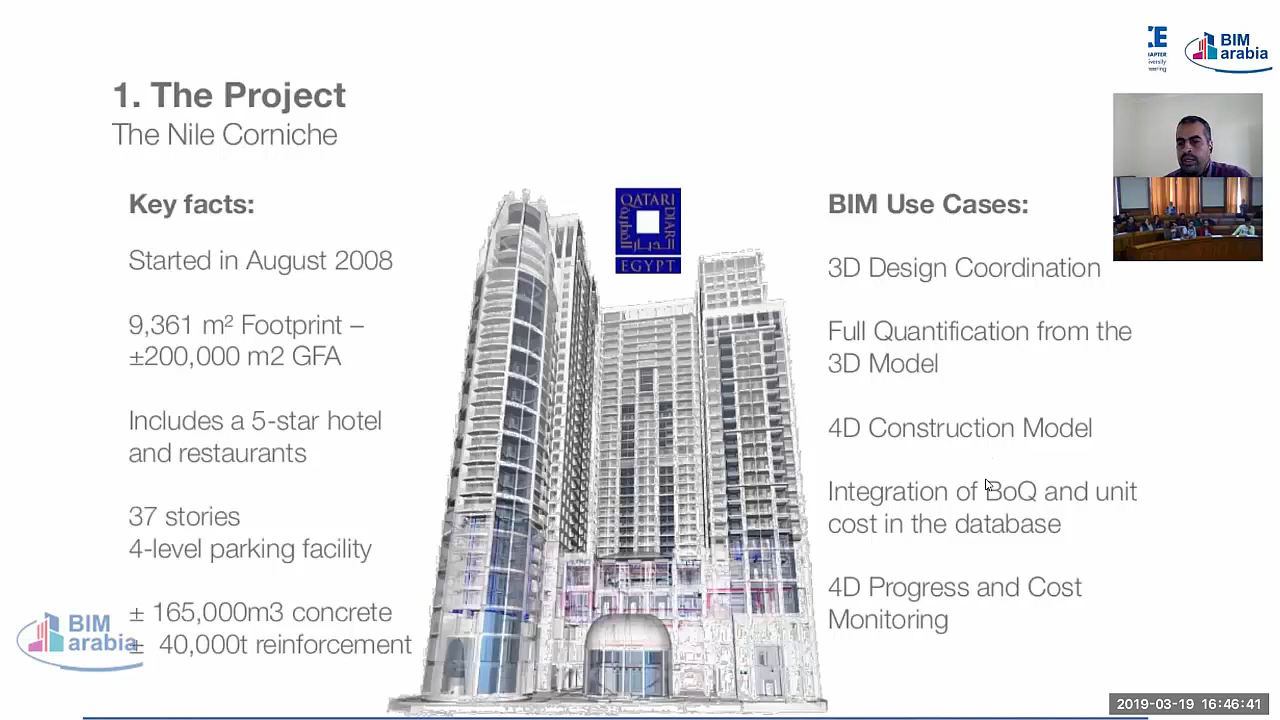 E
APTER
iversity
neering
BIM
arabia
1. The Project
The Nile Corniche
Key facts:
Started in August 2008
9,361 m² Footprint –
±200,000 m2 GFA
Includes a 5-star hotel
and restaurants
37 stories
4-level parking facility
± 165,000m3 concrete
± 40,000t reinforcement
QATARI
DIAR
الديار
EGYPT
BIM Use Cases:
3D Design Coordination
Full Quantification from the
3D Model
4D Construction Model
Integration of BoQ and unit
cost in the database
4D Progress and Cost
Monitoring
BIM
arabia
2019-03-19 16:46:41